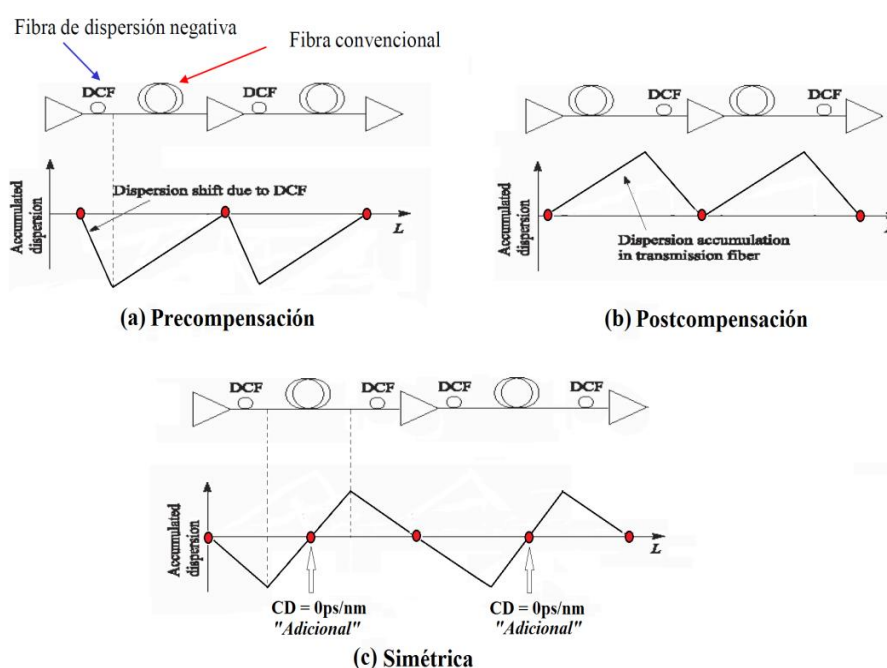 Fibra de dispersión negativa
Fibra convencional
DCF
DCF
Accumulated
dispersion
Dispersion shift due to DCF
L
(a) Precompensación
DCF
DCF
Accumulated
dispersion
Dispersion accumulation
in transmission fiber
L
(b) Postcompensación
DCF
DCF
DCF
DCF
Accumulated
dispersion
L
CD = 0ps/nm
"Adicional"
CD = 0ps/nm
"Adicional"
(c) Simétrica